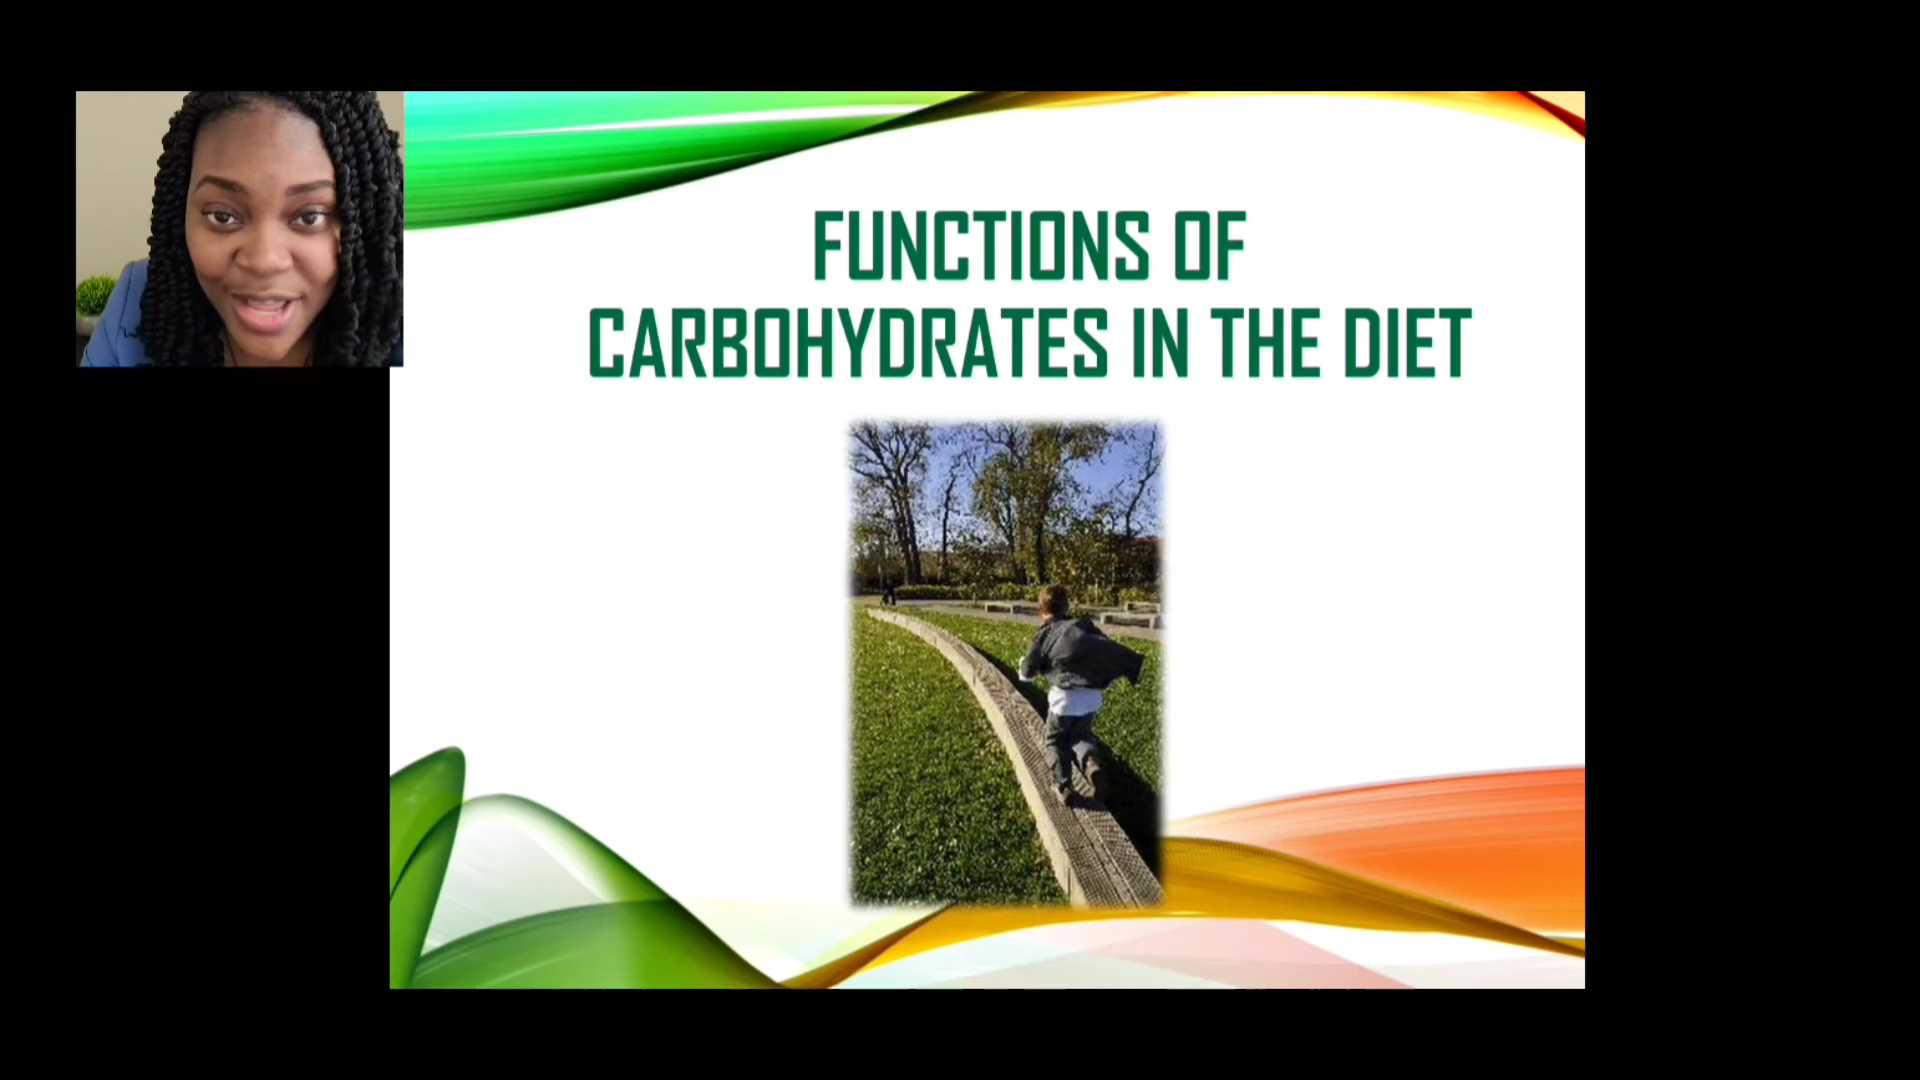 FUNCTIONS OF
CARBOHYDRATES IN THE DIET